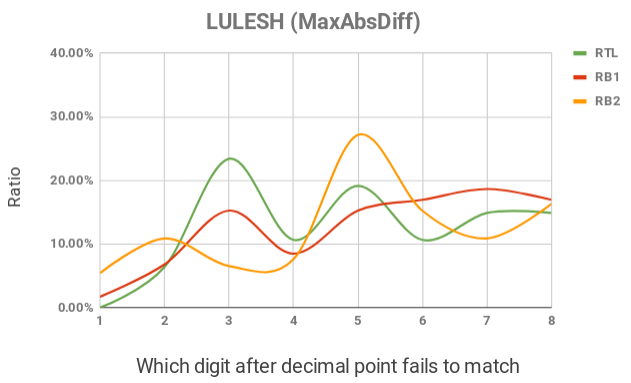 LULESH (MaxAbsDiff)
40.00%
30.00%
20.00%
10.00%
0.00%
Ratio
1 2 3 4 5 6 7 8
Which digit after decimal point fails to match
RTL
RB1
RB2